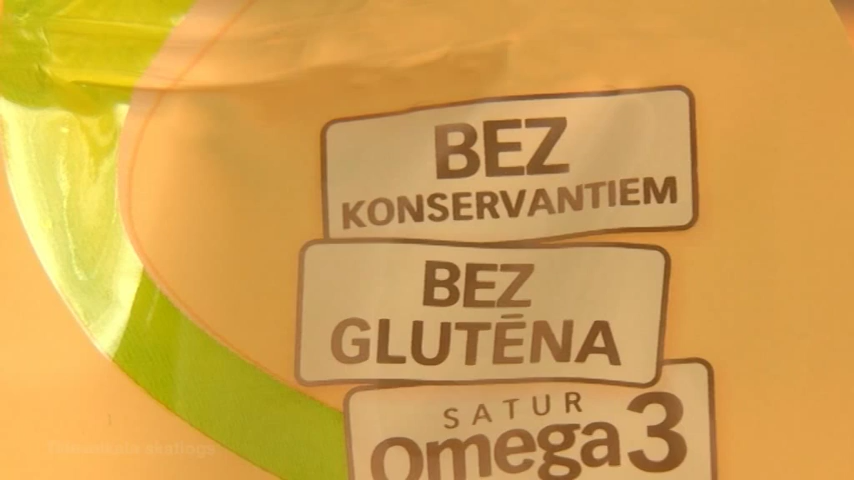 BEZ
KONSERVANTIEM
BEZ
GLUTĒNA
SATUR
Omega 3